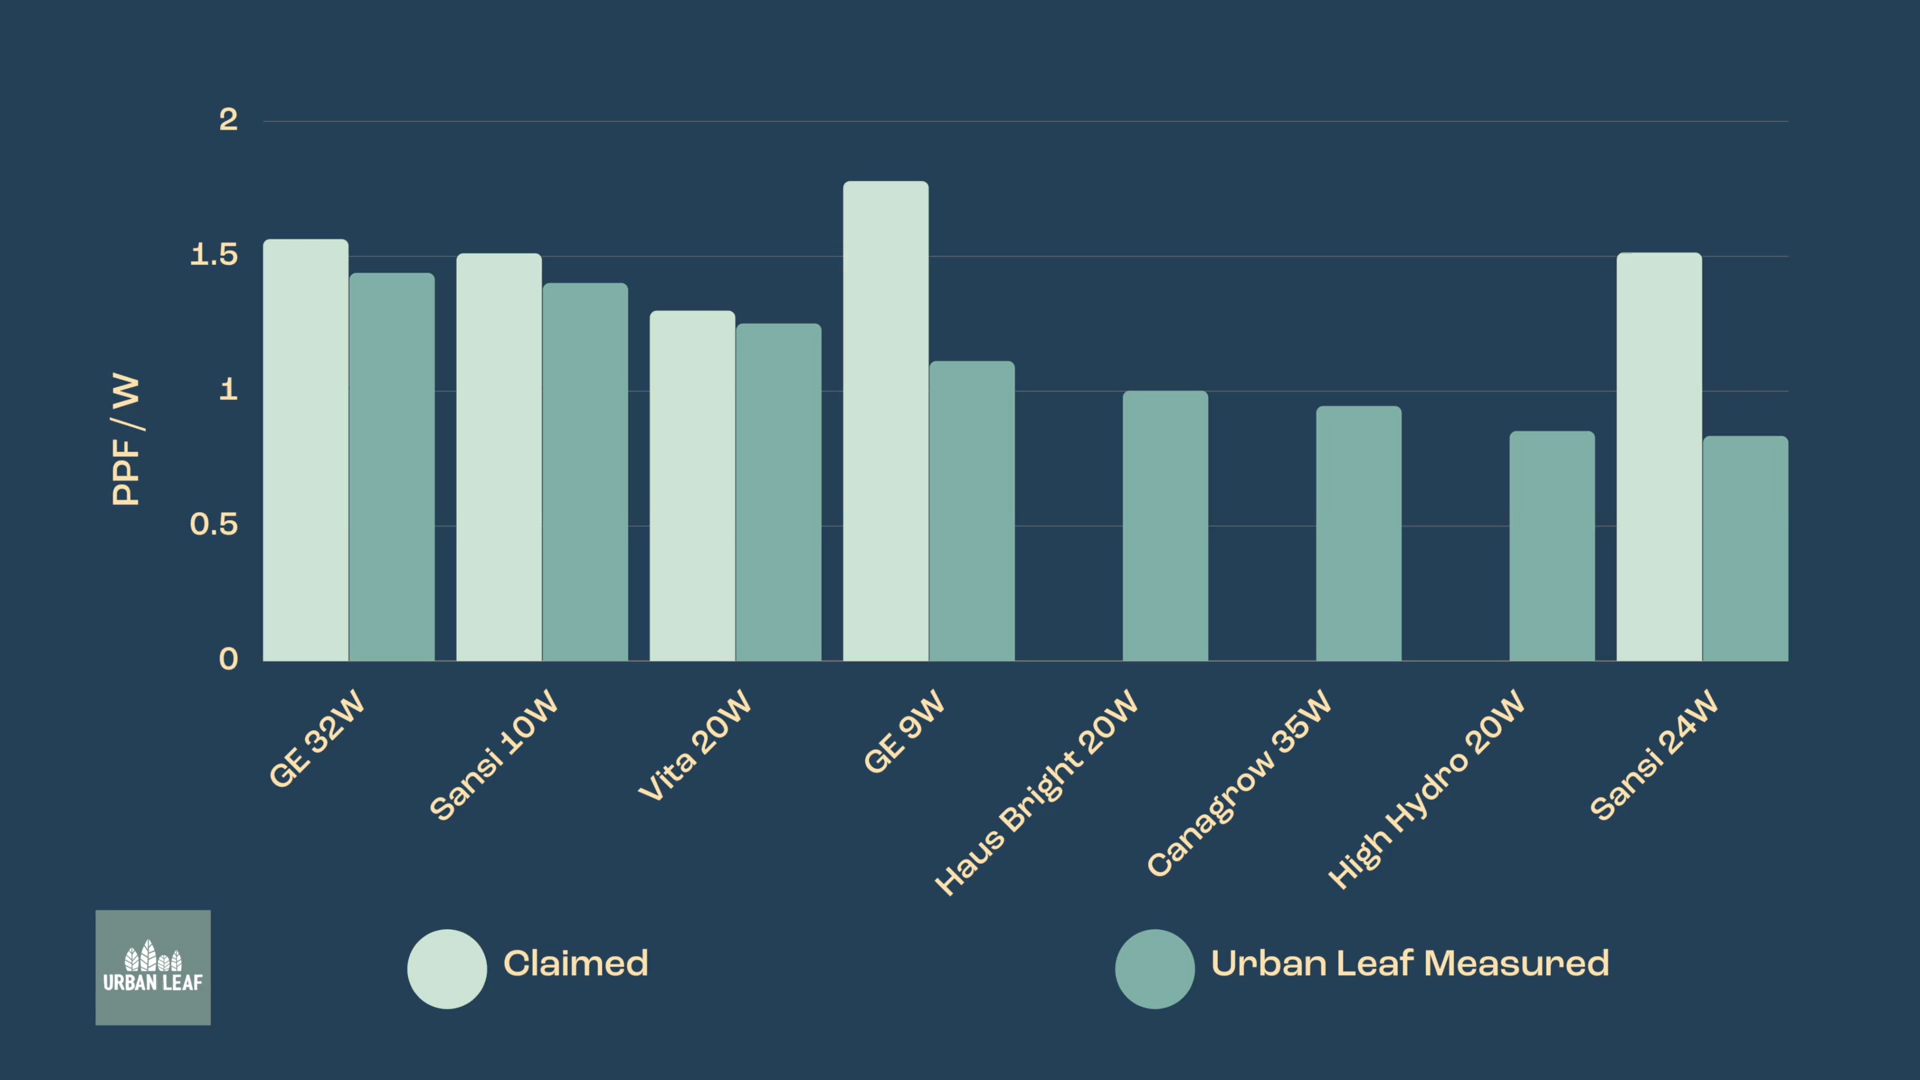 2
1.5
1
0.5
0
PPF / W
GE 32W
Sansi 10W
Vita 20W
GE 9W
Haus Bright 20W
Canagrow 35W
High Hydro 20W
Sansi 24W
URBAN LEAF
Claimed
Urban Leaf Measured